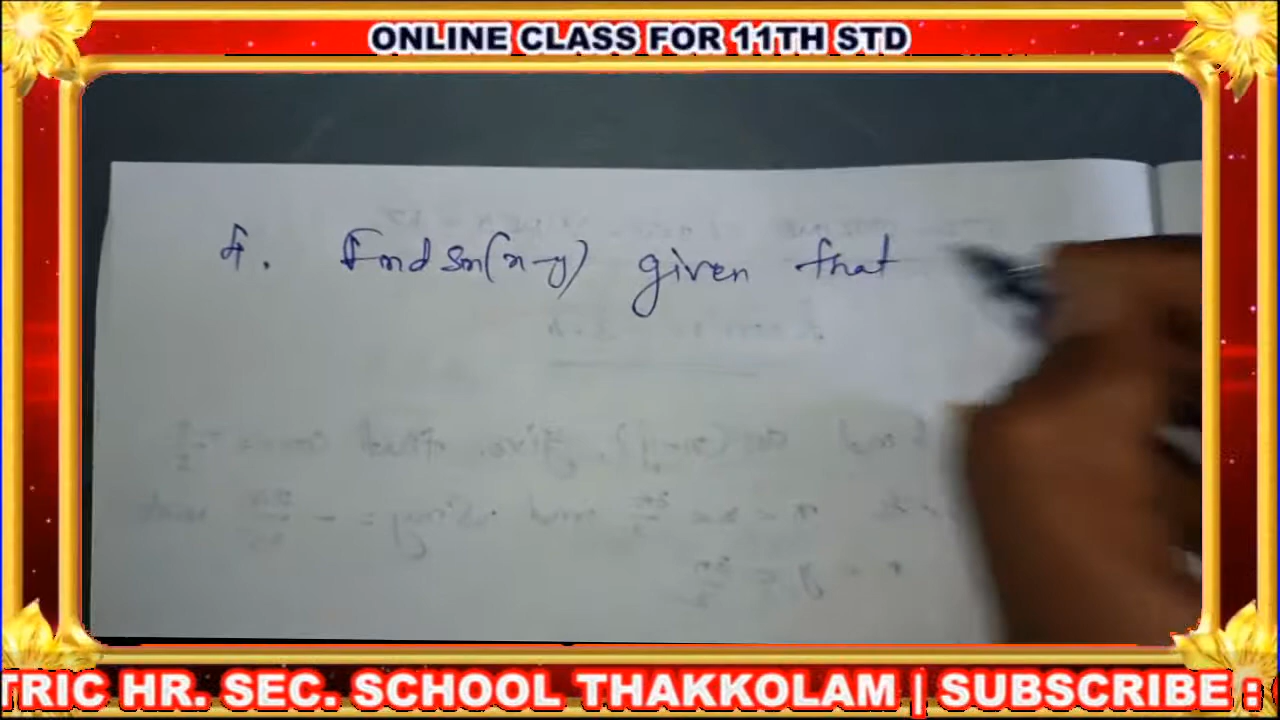 ONLINE CLASS FOR 11TH STD
4. Find Sin(x-y) given that
TRIC HR. SEC. SCHOOL THAKKOLAM | SUBSCRIBE :